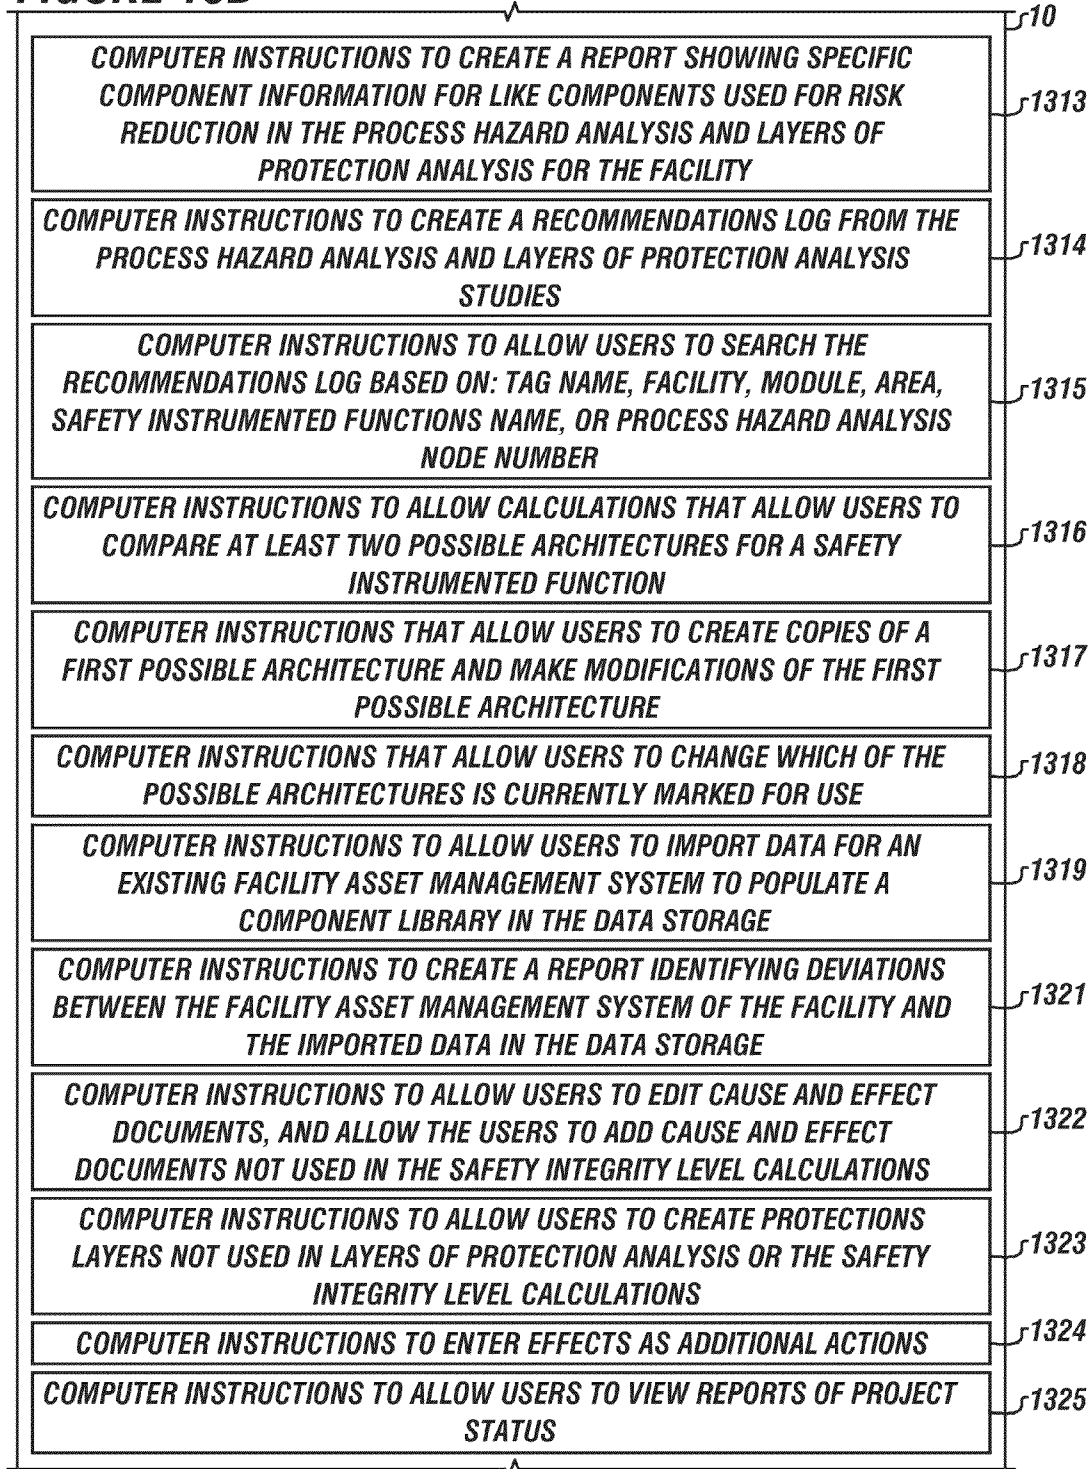 10
COMPUTER INSTRUCTIONS TO CREATE A REPORT SHOWING SPECIFIC
COMPONENT INFORMATION FOR LIKE COMPONENTS USED FOR RISK
REDUCTION IN THE PROCESS HAZARD ANALYSIS AND LAYERS OF
PROTECTION ANALYSIS FOR THE FACILITY
1313
COMPUTER INSTRUCTIONS TO CREATE A RECOMMENDATIONS LOG FROM THE
PROCESS HAZARD ANALYSIS AND LAYERS OF PROTECTION ANALYSIS
STUDIES
1314
COMPUTER INSTRUCTIONS TO ALLOW USERS TO SEARCH THE
RECOMMENDATIONS LOG BASED ON: TAG NAME, FACILITY, MODULE, AREA,
SAFETY INSTRUMENTED FUNCTIONS NAME, OR PROCESS HAZARD ANALYSIS
NODE NUMBER
1315
COMPUTER INSTRUCTIONS TO ALLOW CALCULATIONS THAT ALLOW USERS TO
COMPARE AT LEAST TWO POSSIBLE ARCHITECTURES FOR A SAFETY
INSTRUMENTED FUNCTION
1316
COMPUTER INSTRUCTIONS THAT ALLOW USERS TO CREATE COPIES OF A
FIRST POSSIBLE ARCHITECTURE AND MAKE MODIFICATIONS OF THE FIRST
POSSIBLE ARCHITECTURE
1317
COMPUTER INSTRUCTIONS THAT ALLOW USERS TO CHANGE WHICH OF THE
POSSIBLE ARCHITECTURES IS CURRENTLY MARKED FOR USE
1318
COMPUTER INSTRUCTIONS TO ALLOW USERS TO IMPORT DATA FOR AN
EXISTING FACILITY ASSET MANAGEMENT SYSTEM TO POPULATE A
COMPONENT LIBRARY IN THE DATA STORAGE
1319
COMPUTER INSTRUCTIONS TO CREATE A REPORT IDENTIFYING DEVIATIONS
BETWEEN THE FACILITY ASSET MANAGEMENT SYSTEM OF THE FACILITY AND
THE IMPORTED DATA IN THE DATA STORAGE
1321
COMPUTER INSTRUCTIONS TO ALLOW USERS TO EDIT CAUSE AND EFFECT
DOCUMENTS, AND ALLOW THE USERS TO ADD CAUSE AND EFFECT
DOCUMENTS NOT USED IN THE SAFETY INTEGRITY LEVEL CALCULATIONS
1322
COMPUTER INSTRUCTIONS TO ALLOW USERS TO CREATE PROTECTIONS
LAYERS NOT USED IN LAYERS OF PROTECTION ANALYSIS OR THE SAFETY
INTEGRITY LEVEL CALCULATIONS
1323
COMPUTER INSTRUCTIONS TO ENTER EFFECTS AS ADDITIONAL ACTIONS
1324
COMPUTER INSTRUCTIONS TO ALLOW USERS TO VIEW REPORTS OF PROJECT
STATUS
1325